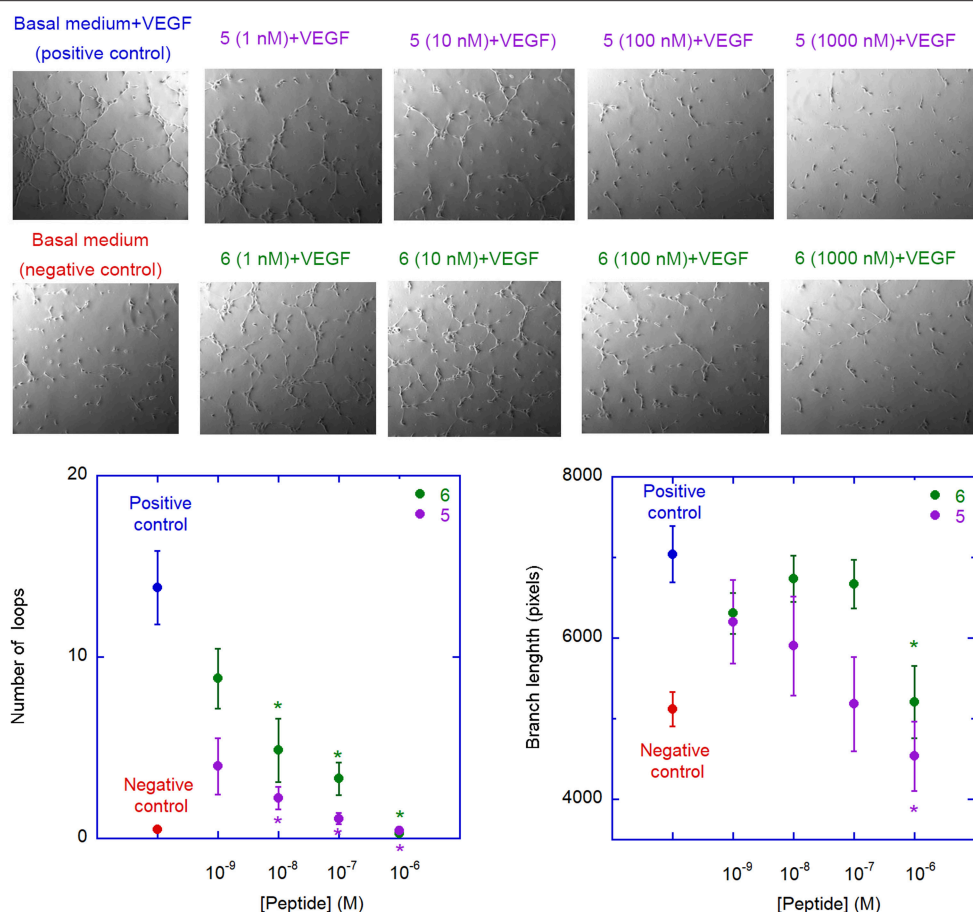 Basal medium+VEGF
(positive control)
5 (1 nM)+VEGF
5 (10 nM)+VEGF)
5 (100 nM)+VEGF
5 (1000 nM)+VEGF
Basal medium
(negative control)
6 (1 nM)+VEGF
6 (10 nM)+VEGF
6 (100 nM)+VEGF
6 (1000 nM)+VEGF
20
10
0
Number of loops
Positive
control
Negative
control
6
5
*
*
*
*
*
*
10-9
10-8
10-7
10-6
[Peptide] (M)
8000
6000
4000
Branch lenghth (pixels)
Positive
control
Negative
control
6
5
*
*
10-9
10-8
10-7
10-6
[Peptide] (M)